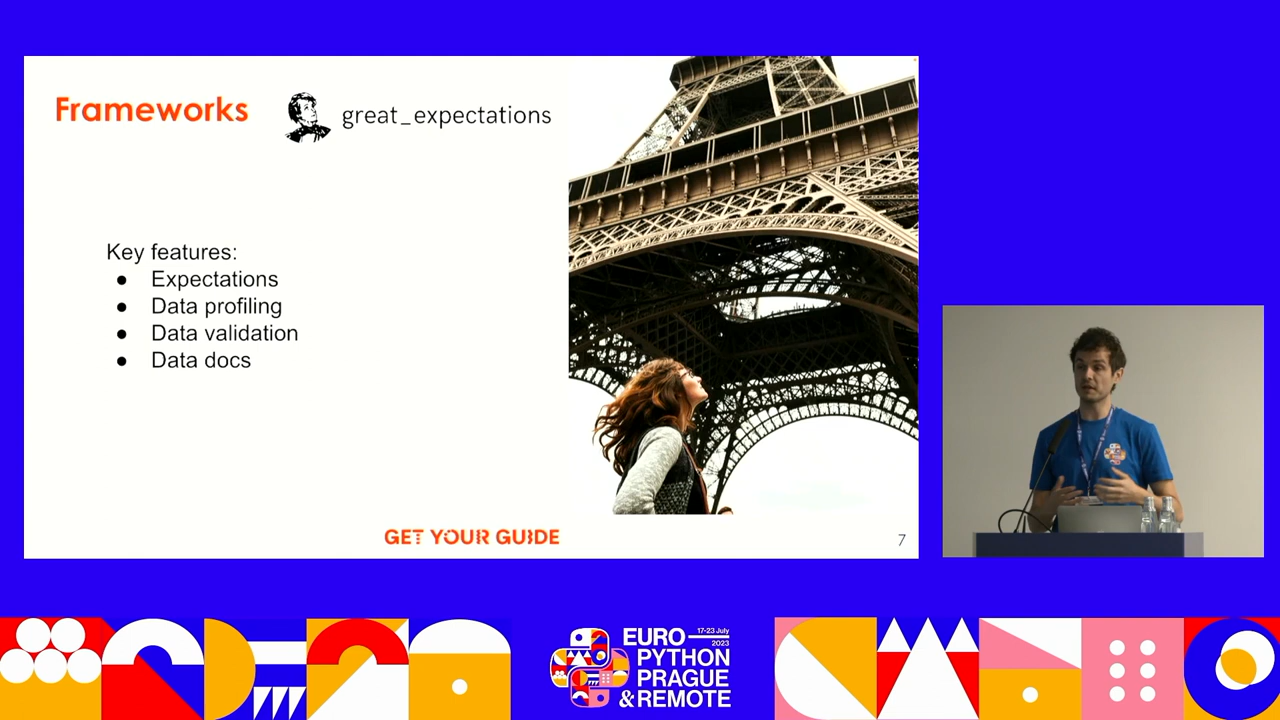 Frameworks
great_expectations
Key features:
● Expectations
● Data profiling
● Data validation
● Data docs
GET YOUR GUIDE
7
EURO 17-23 July
2023
PYTHON
PRAGUE
& REMOTE